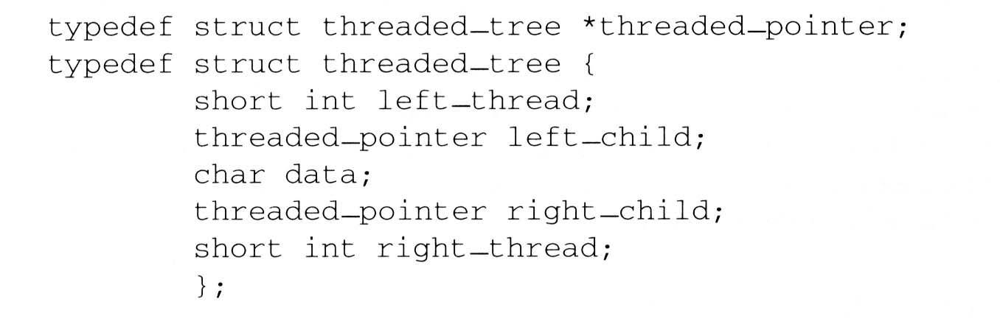 typedef struct threaded_tree *threaded_pointer;
typedef struct threaded_tree {
        short int left_thread;
        threaded_pointer left_child;
        char data;
        threaded_pointer right_child;
        short int right_thread;
        };